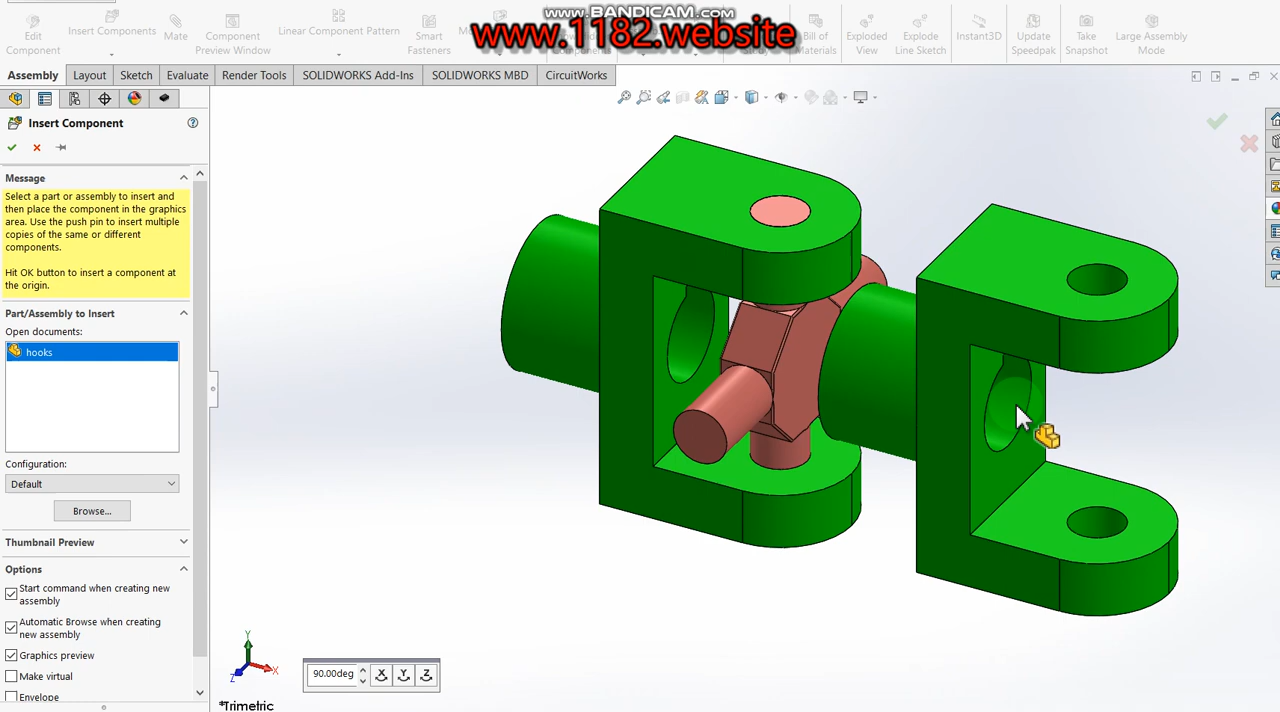 www.BANDICAM.com
www.1182.website
Edit
Component
Insert Components
Mate
Component
Preview Window
Linear Component Pattern
Smart
Fasteners
Bill of
Materials
Exploded
View
Explode
Line Sketch
Instant3D
Update
Speedpak
Take
Snapshot
Large Assembly
Mode
Assembly
Layout
Sketch
Evaluate
Render Tools
SOLIDWORKS Add-Ins
SOLIDWORKS MBD
CircuitWorks
Insert Component
Message
Select a part or assembly to insert and
then place the component in the graphics
area. Use the push pin to insert multiple
copies of the same or different
components.
Hit OK button to insert a component at
the origin.
Part/Assembly to Insert
Open documents:
hooks
Configuration:
Default
Browse...
Thumbnail Preview
Options
Start command when creating new
assembly
Automatic Browse when creating
new assembly
Graphics preview
Make virtual
Envelope
90.00deg
X
Y
Z
Y
X
Z
*Trimetric